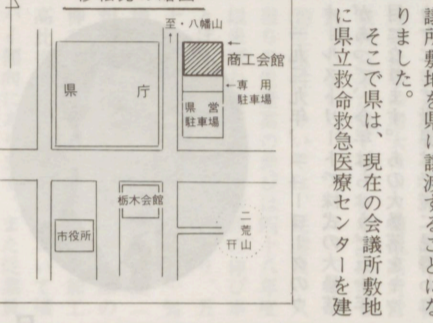 議所敷地を県に譲渡することにな
りました。
そこで県は、現在の会議所敷地
に県立救命救急医療センターを建
至・八幡山
商工会館
県庁
専用
駐車場
県営
駐車場
栃木会館
市役所
二荒
山